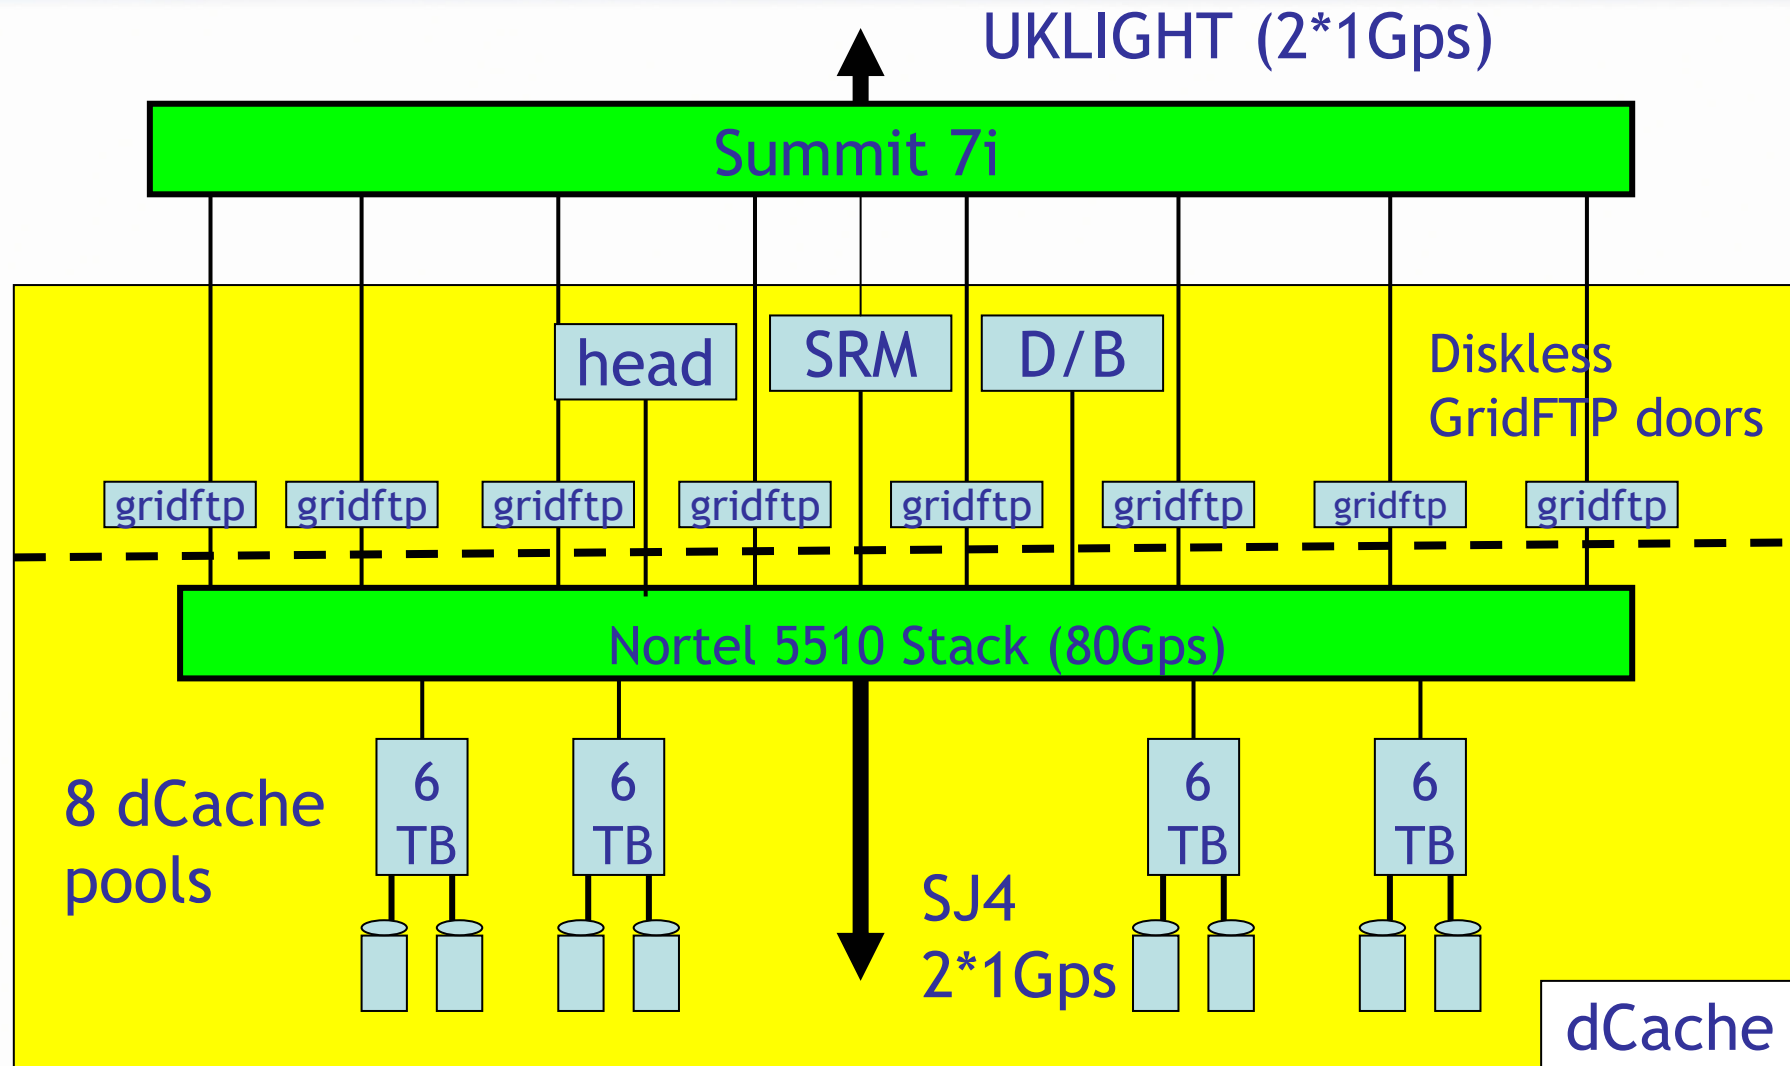 UKLIGHT (2*1Gps)
Summit 7i
head
SRM
D/B
Diskless
GridFTP doors
gridftp
gridftp
gridftp
gridftp
gridftp
gridftp
gridftp
gridftp
Nortel 5510 Stack (80Gps)
8 dCache
pools
6
TB
6
TB
6
TB
6
TB
SJ4
2*1Gps
dCache